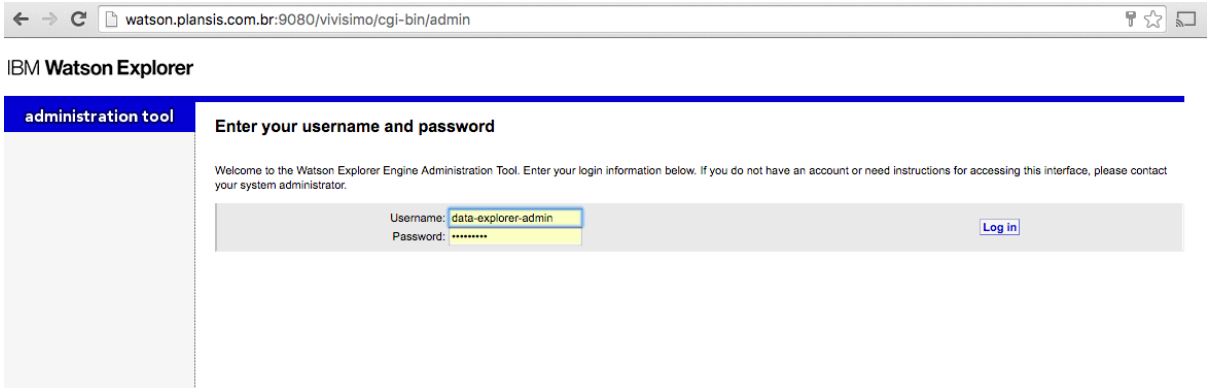 watson.plansis.com.br:9080/vivisimo/cgi-bin/admin
IBM Watson Explorer
administration tool
Enter your username and password
Welcome to the Watson Explorer Engine Administration Tool. Enter your login information below. If you do not have an account or need instructions for accessing this interface, please contact
your system administrator.
Username: data-explorer-admin
Password: •••••••••
Log in